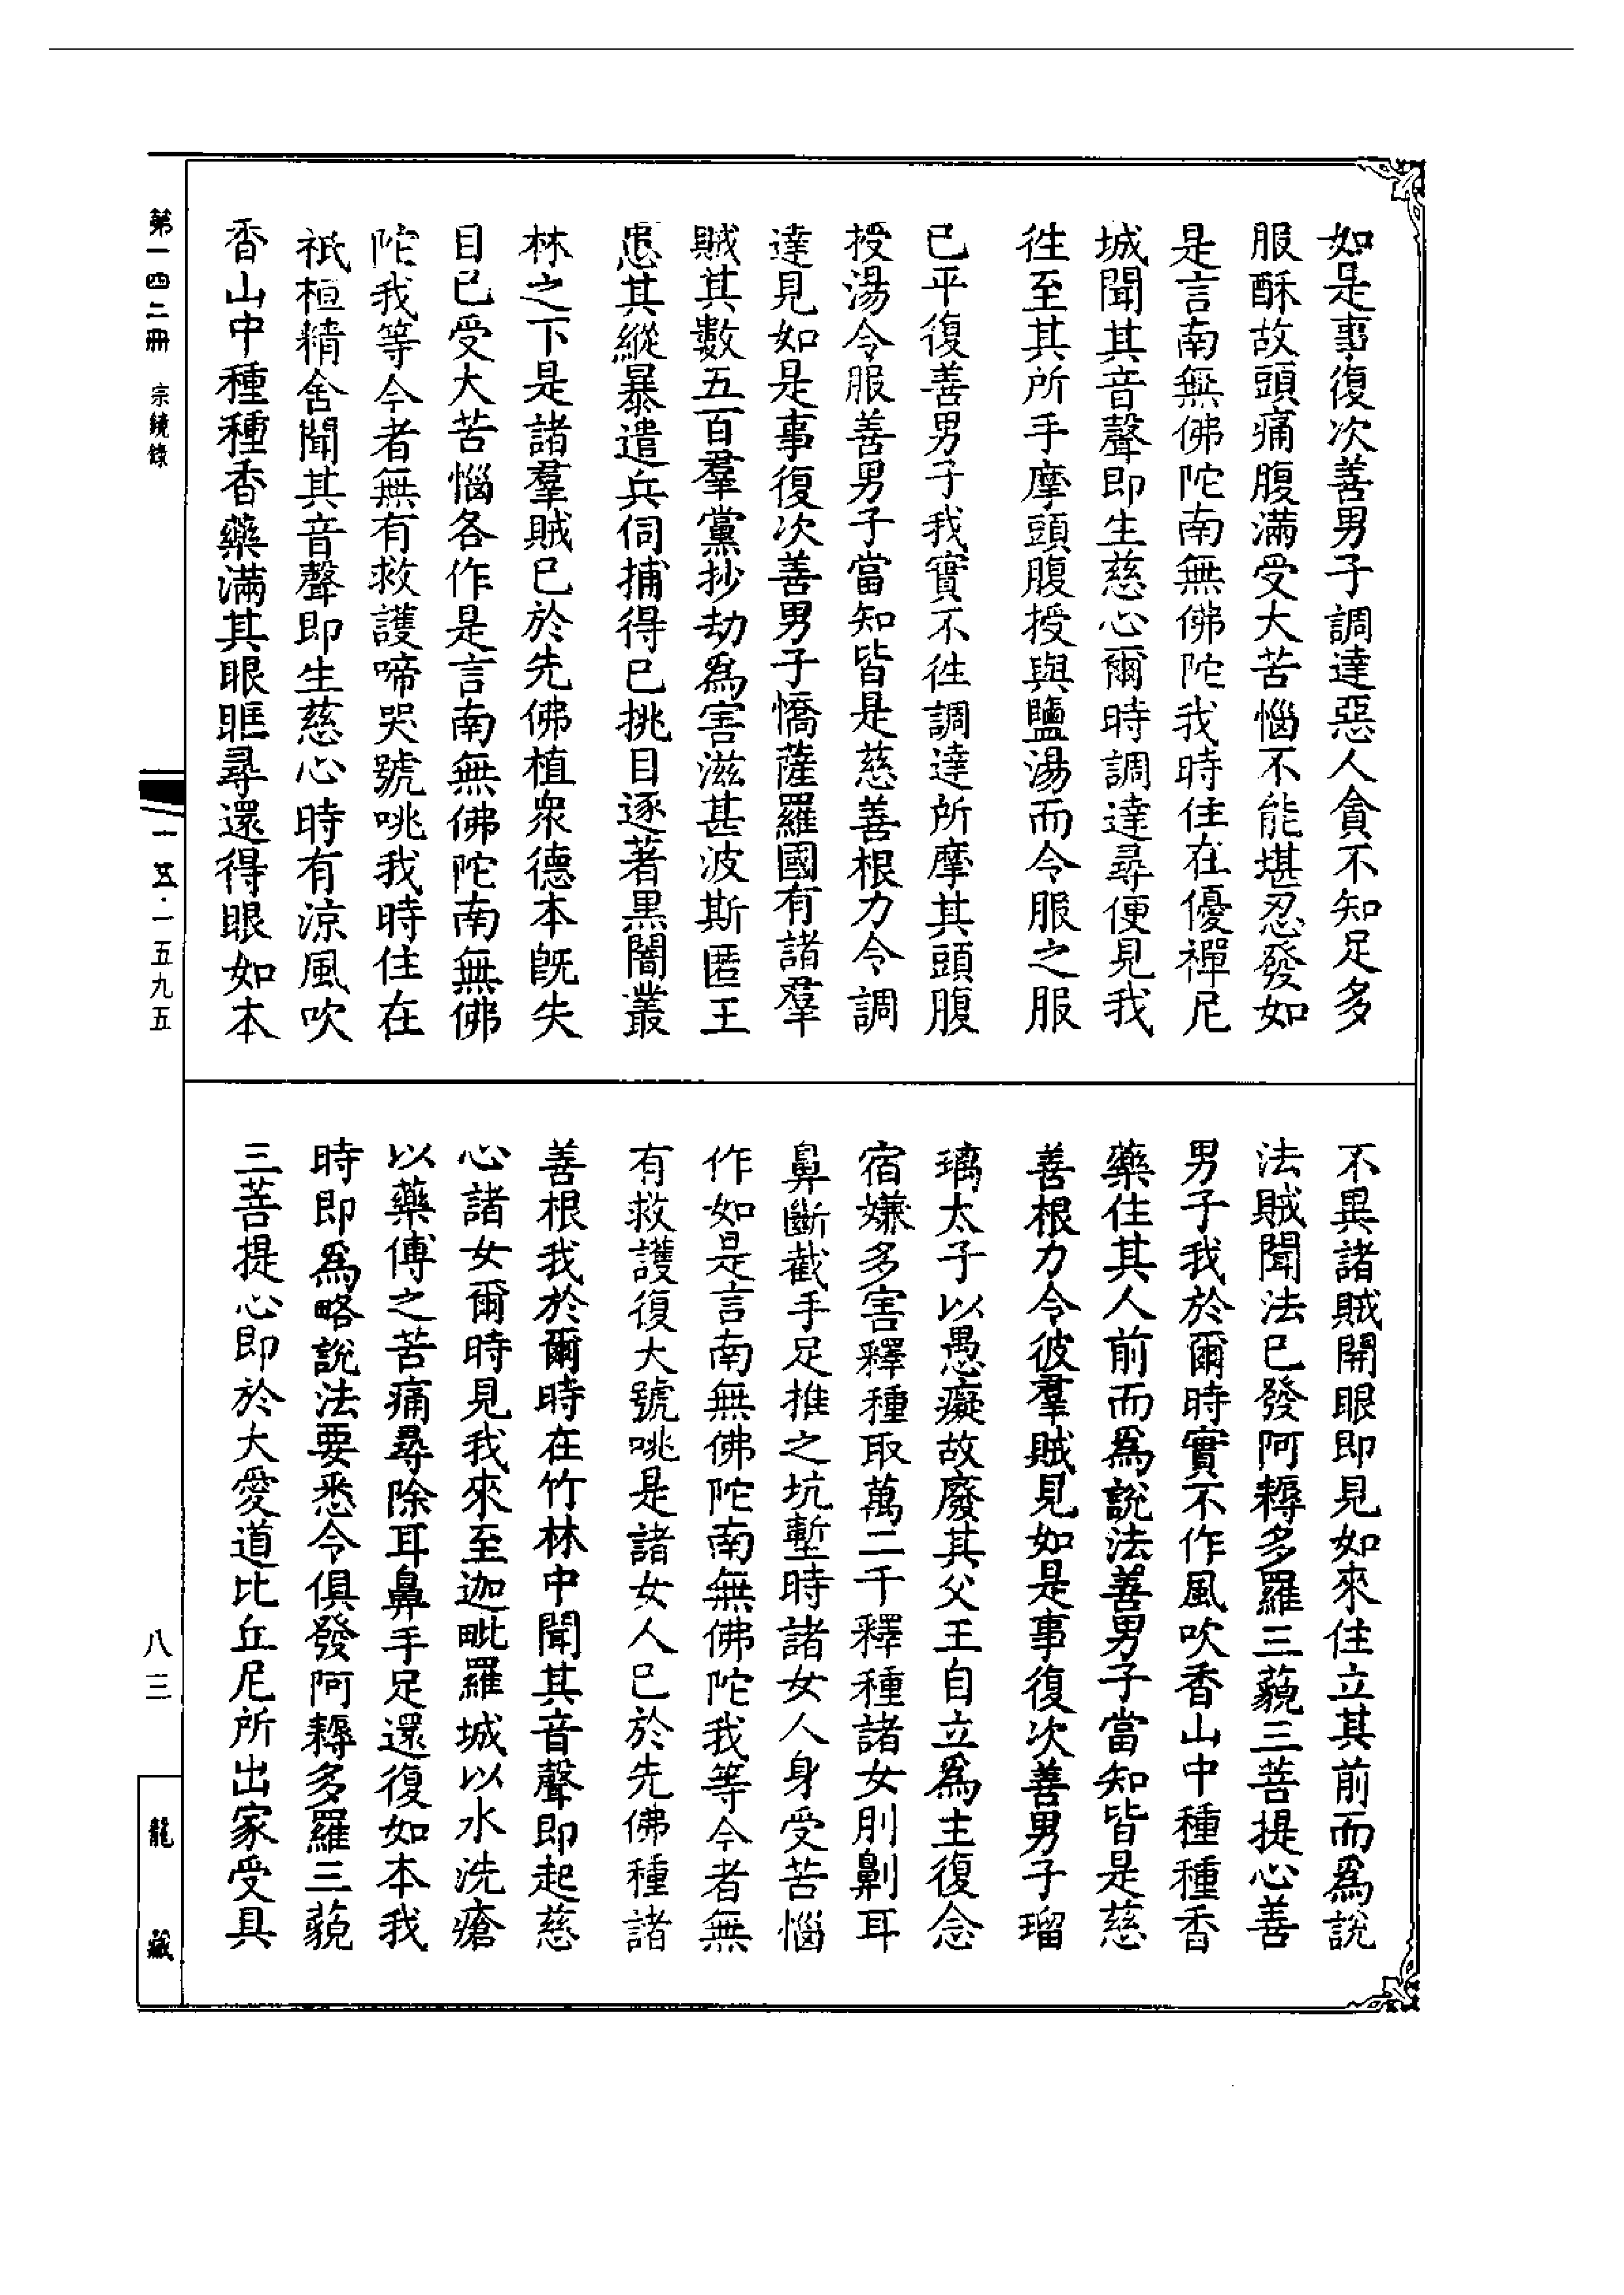 如是事復次善男子調達惡人貪不知足多
服酥故頭痛腹滿受大苦惱不能堪忍發如
是言南無佛陀南無佛陀我時住在優禪尼
城聞其音聲即生慈心爾時調達尋便見我
往至其所手摩頭腹授與鹽湯而令服之服
已平復善男子我實不往調達所摩其頭腹
授湯令服善男子當知皆是慈善根力令調
達見如是事復次善男子憍薩羅國有諸羣
賊其數五百羣黨抄劫爲害滋甚波斯匿王
患其縱暴遣兵伺捕得已挑目逐著黑闇叢
林之下是諸羣賊已於先佛植衆德本旣失
目已受大苦惱各作是言南無佛陀南無佛
陀我等今者無有救護啼哭號咷我時住在
祇桓精舍聞其音聲即生慈心時有涼風吹
香山中種種香藥滿其眼眶尋還得眼如本
不異諸賊開眼即見如來住立其前而爲說
法賊聞法已發阿耨多羅三藐三菩提心善
男子我於爾時實不作風吹香山中種種香
藥住其人前而爲說法善男子當知皆是慈
善根力令彼羣賊見如是事復次善男子瑠
璃太子以愚癡故廢其父王自立爲主復念
宿嫌多害釋種取萬二千釋種諸女刖劓耳
鼻斷截手足推之坑塹時諸女人身受苦惱
作如是言南無佛陀南無佛陀我等今者無
有救護復大號咷是諸女人已於先佛種諸
善根我於爾時在竹林中聞其音聲即起慈
心諸女爾時見我來至迦毗羅城以水洗瘡
以藥傅之苦痛尋除耳鼻手足還復如本我
時即爲略說法要悉令俱發阿耨多羅三藐
三菩提心即於大愛道比丘尼所出家受具
第一四二冊 宗鏡錄
一五·一五九五
八三
龍藏